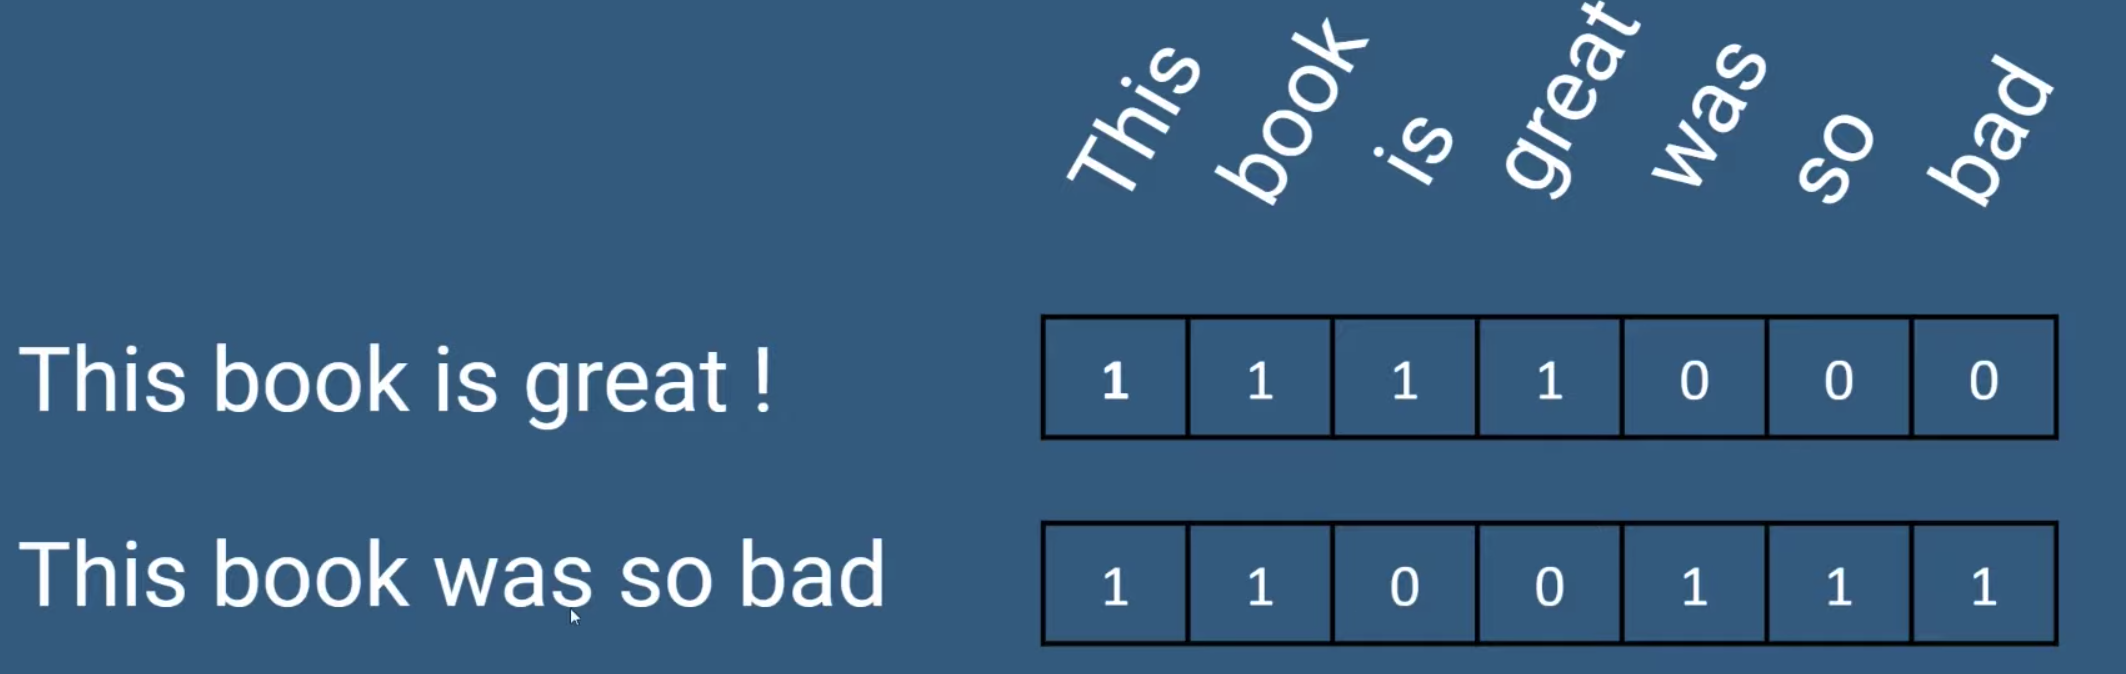 This book is great was so bad
This book is great ! 1 1 1 1 0 0 0
This book was so bad 1 1 0 0 1 1 1